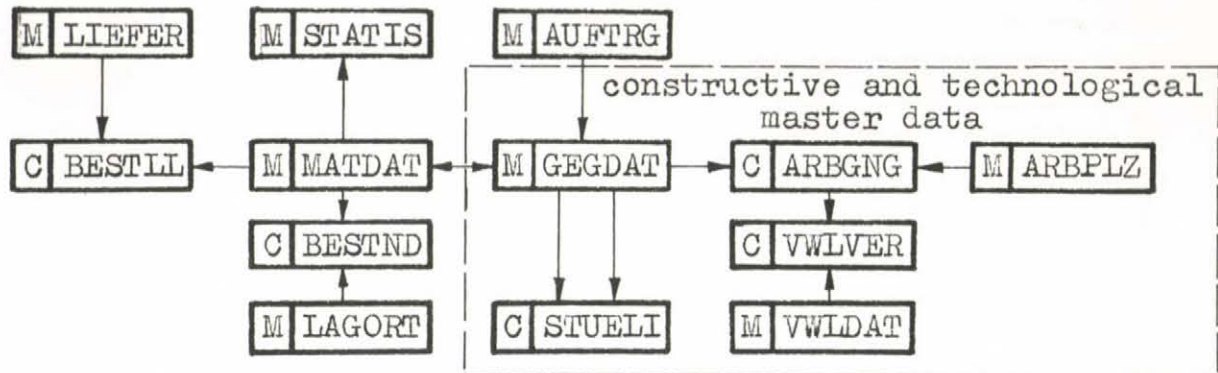 M LIEFER
M STATIS
M AUFTRG
constructive and technological
master data
C BESTLL
M MATDAT
M GEGDAT
C ARBGNG
M ARBPLZ
C BESTND
C VWLVER
M LAGORT
C STUELI
M VWLDAT